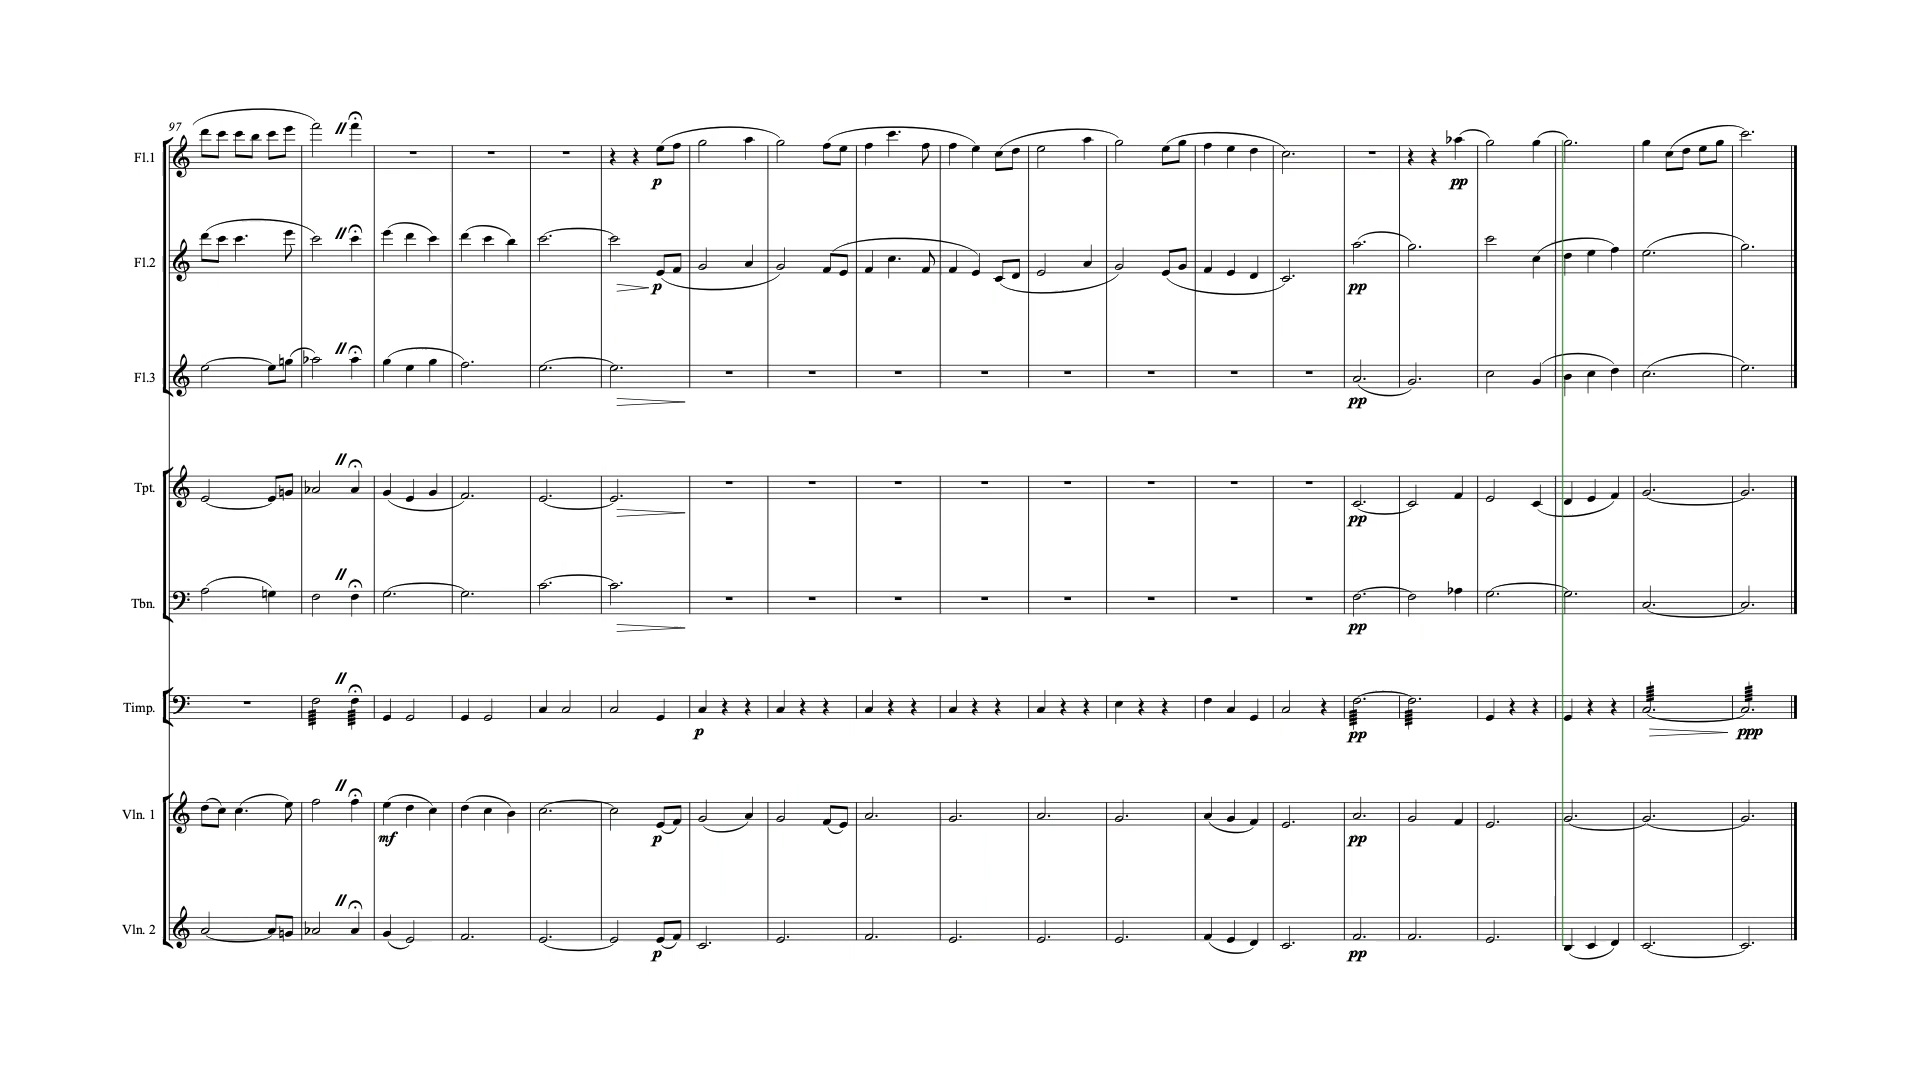 97
Fl.1
p
pp
Fl.2
p
pp
Fl.3
pp
Tpt.
pp
Tbn.
pp
Timp.
p
pp
ppp
Vln. 1
mf
p
pp
Vln. 2
p
pp